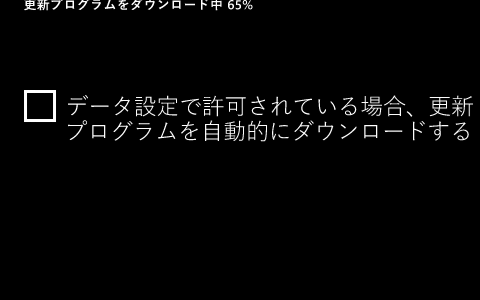 更新プログラムをダウンロード中 65%
データ設定で許可されている場合、更新
プログラムを自動的にダウンロードする